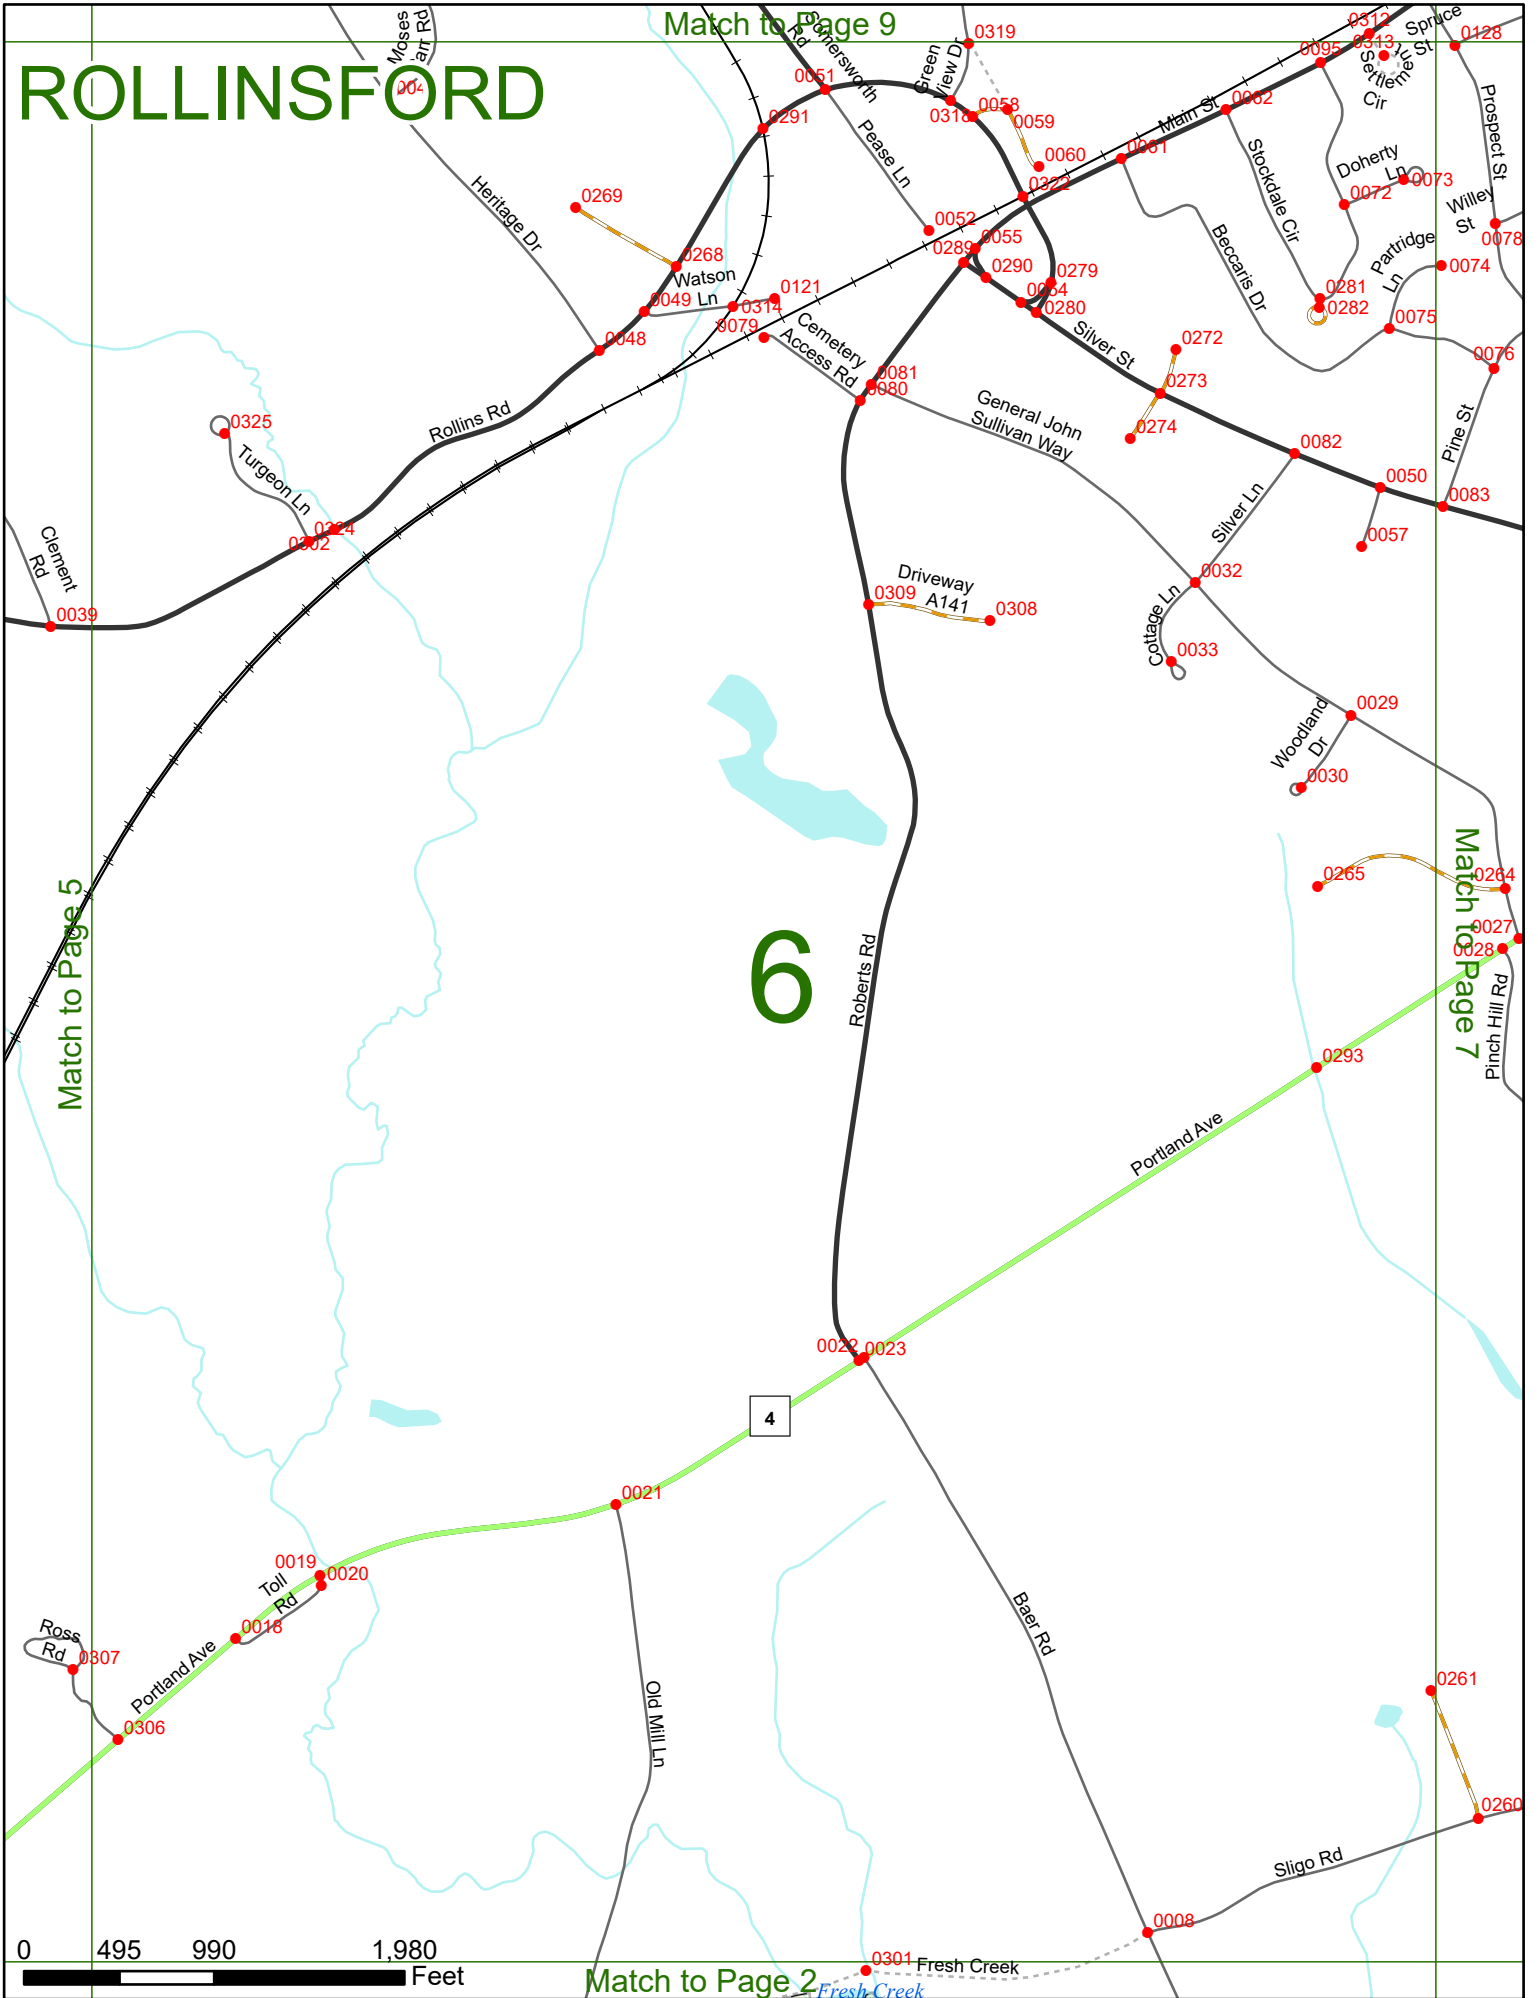 Match to Page 9
ROLLINSFORD
Moses
Rd
Somersworth
Rd
Green
View Dr
Spruce
St
Cir
0312
0313
0128
0095
0319
0051
0291
0318
0058
0059
0060
0062
0061
0322
Main St
Pease Ln
Heritage Dr
Stockdale Cir
Doherty
Ln
0073
0072
Prospect St
Willey
St
0078
Partridge
Ln
0074
Beccaris Dr
0269
0268
0052
0055
0289
0290
0279
0280
0281
0282
0075
0076
Watson
Ln
0049
0314
0121
0079
0048
Cemetery
Access Rd
0081
0080
Silver St
0272
0273
0274
General John
Sullivan Way
0082
0050
0083
0057
Pine St
Silver Ln
0325
Turgeon Ln
Rollins Rd
0324
0302
Clement
Rd
0039
Driveway
A141
0309
0308
0032
Cottage Ln
0033
0029
Woodland
Dr
0030
0265
0264
0027
0028
Match to Page 7
Pinch Hill Rd
Match to Page 5
6
Roberts Rd
0293
Portland Ave
0022
0023
4
0021
0019
0020
Toll
Rd
0018
Ross
Rd
0307
Portland Ave
0306
Old Mill Ln
Baer Rd
0261
0260
Sligo Rd
0008
0301
Fresh Creek
Fresh Creek
0 495 990 1,980
Feet
Match to Page 2